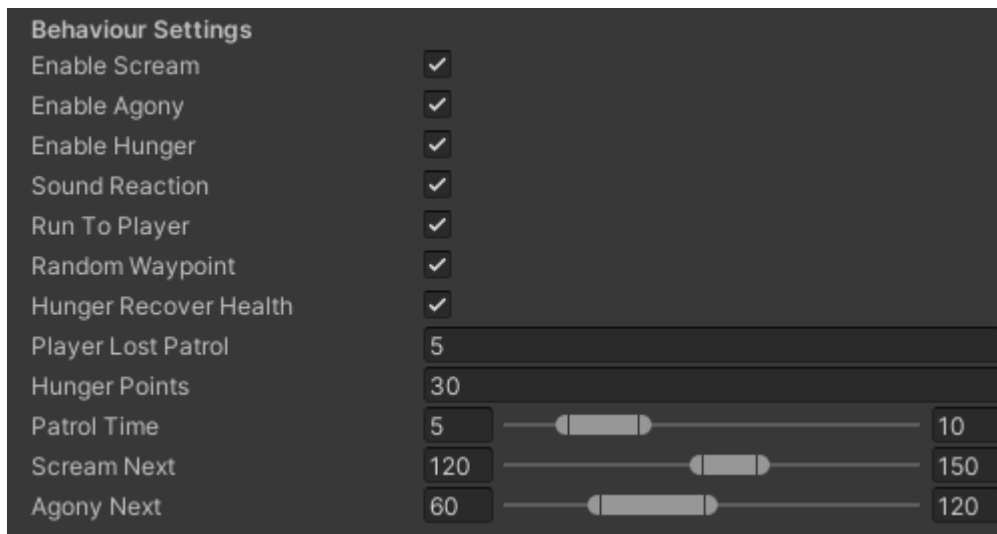 Behaviour Settings
Enable Scream
Enable Agony
Enable Hunger
Sound Reaction
Run To Player
Random Waypoint
Hunger Recover Health
Player Lost Patrol 5
Hunger Points 30
Patrol Time 5 10
Scream Next 120 150
Agony Next 60 120